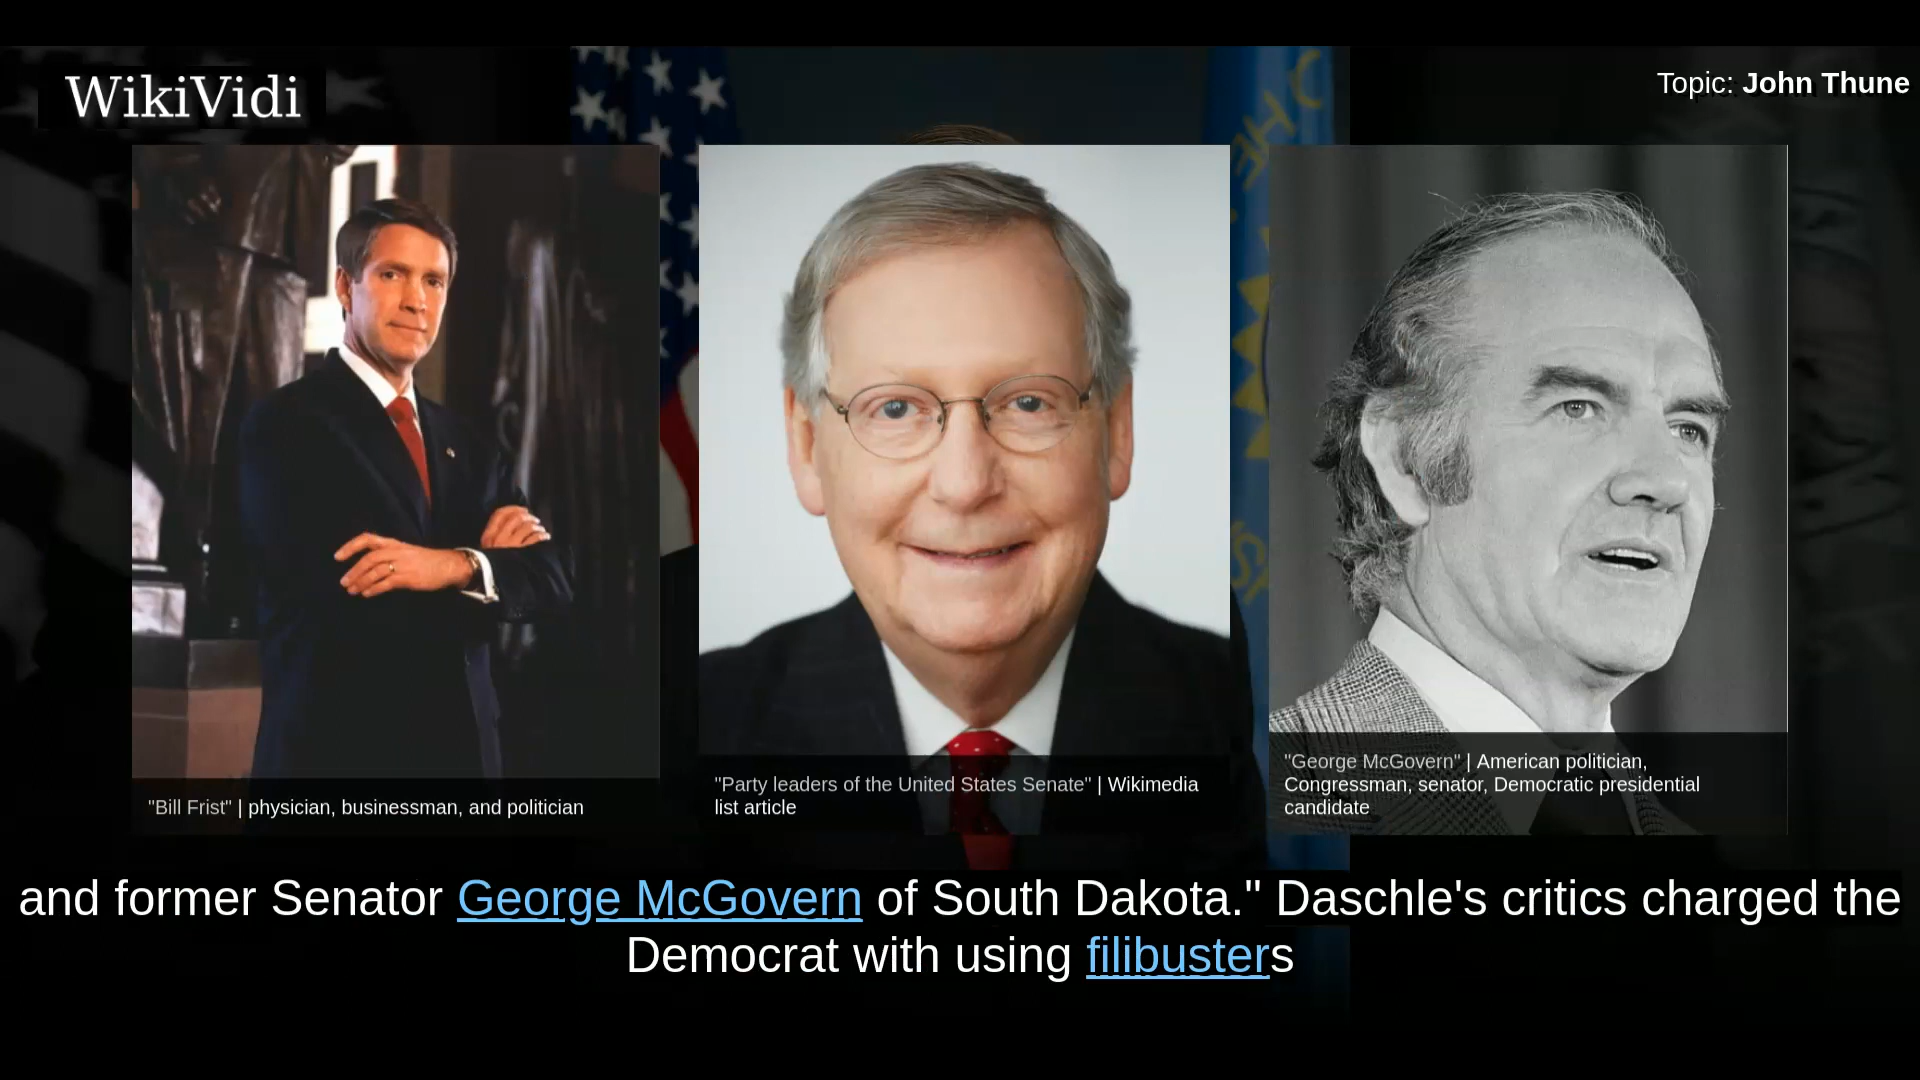 WikiVidi
Topic: John Thune
"Bill Frist" | physician, businessman, and politician
"Party leaders of the United States Senate" | Wikimedia
list article
"George McGovern" | American politician,
Congressman, senator, Democratic presidential
candidate
and former Senator George McGovern of South Dakota." Daschle's critics charged the
Democrat with using filibusters